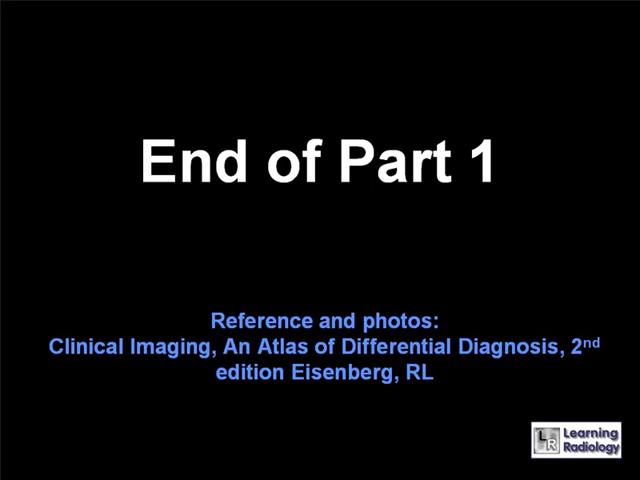 End of Part 1
Reference and photos:
Clinical Imaging, An Atlas of Differential Diagnosis, 2nd
edition Eisenberg, RL
LR Learning
Radiology